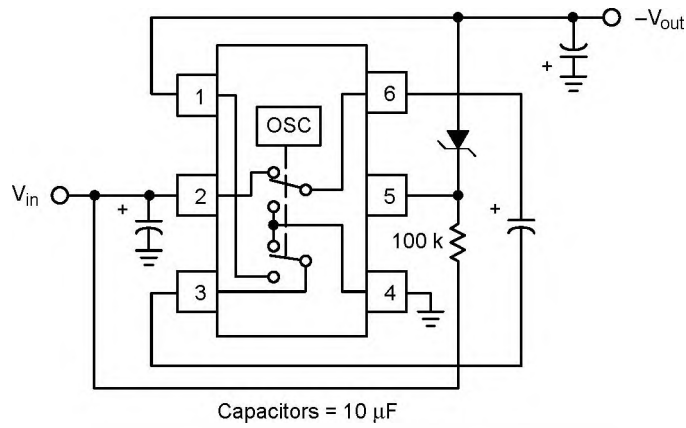 –Vout
+
1
6
OSC
Vin
2
5
+
+
100 k
3
4
Capacitors = 10 µF